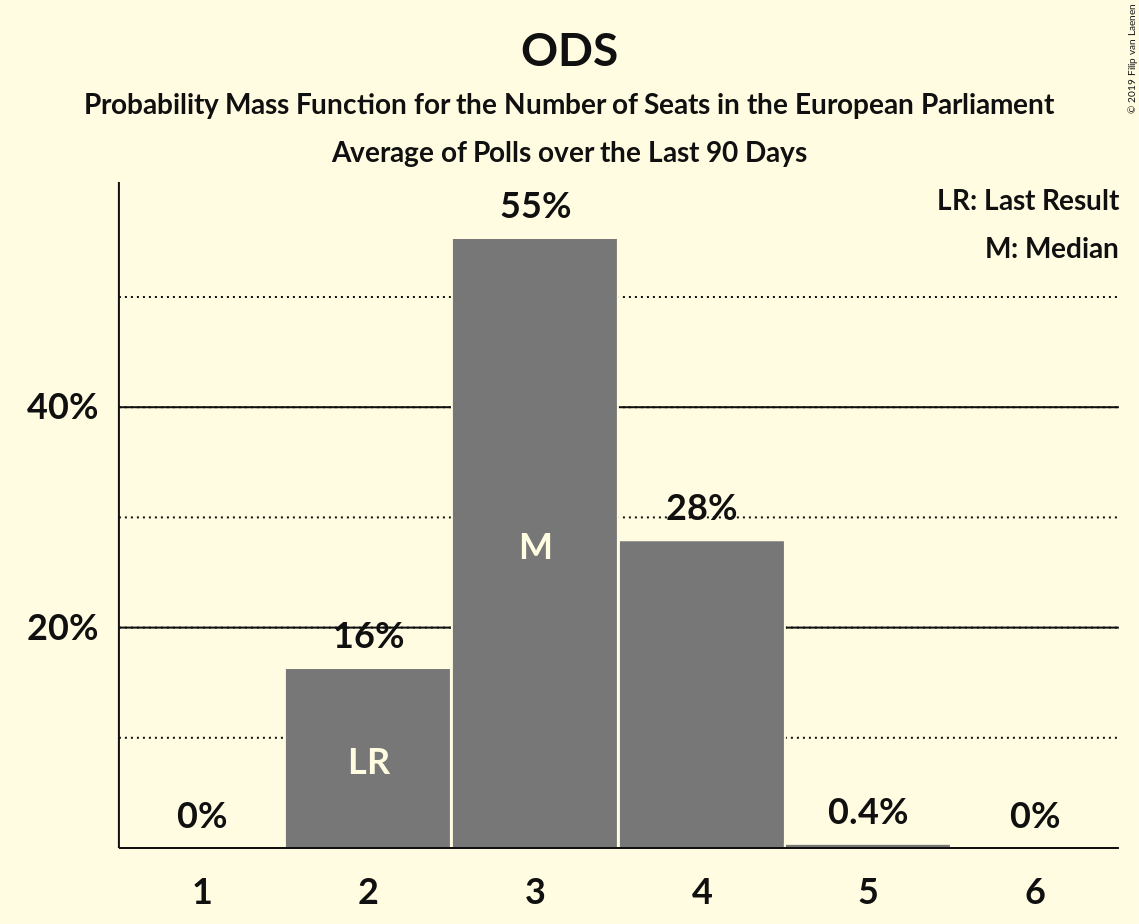 ODS
Probability Mass Function for the Number of Seats in the European Parliament
Average of Polls over the Last 90 Days
© 2019 Filip van Laenen
LR: Last Result
M: Median
55%
40%
28%
M
20%
16%
LR
0%
0.4%
0%
1 2 3 4 5 6